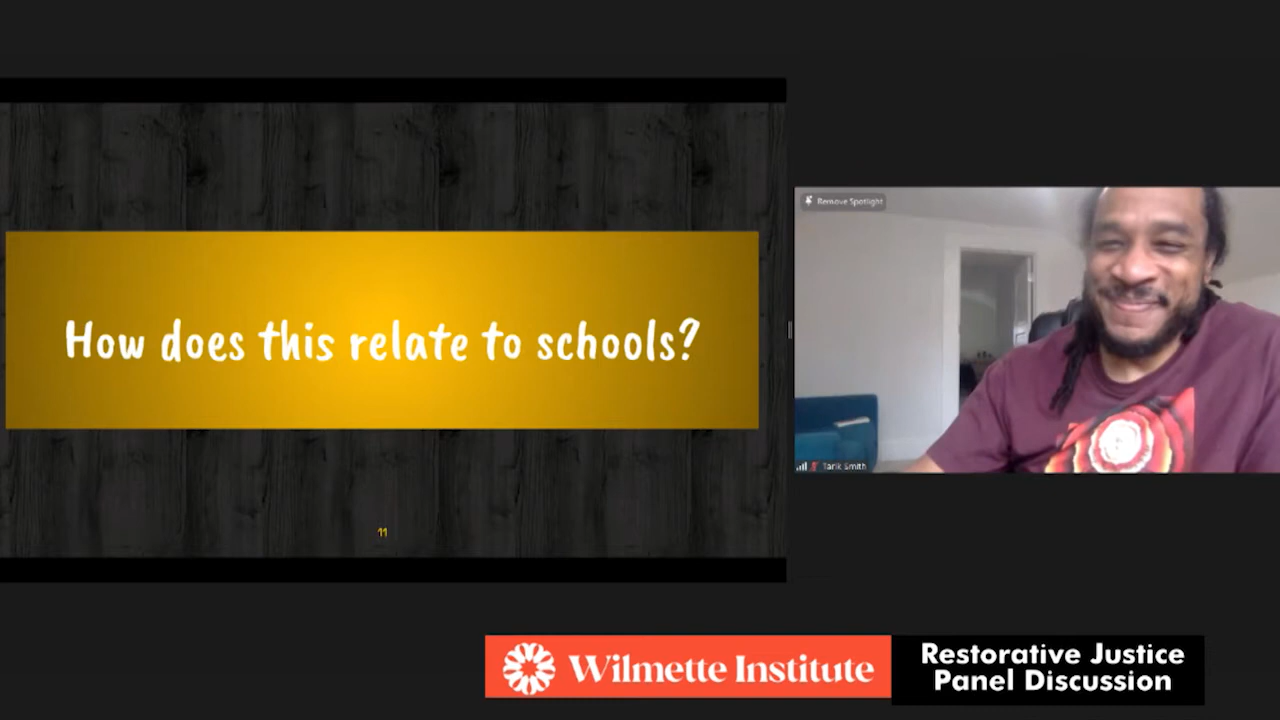 How does this relate to schools?
11
Remove Spotlight
Tarik Smith
Wilmette Institute
Restorative Justice
Panel Discussion